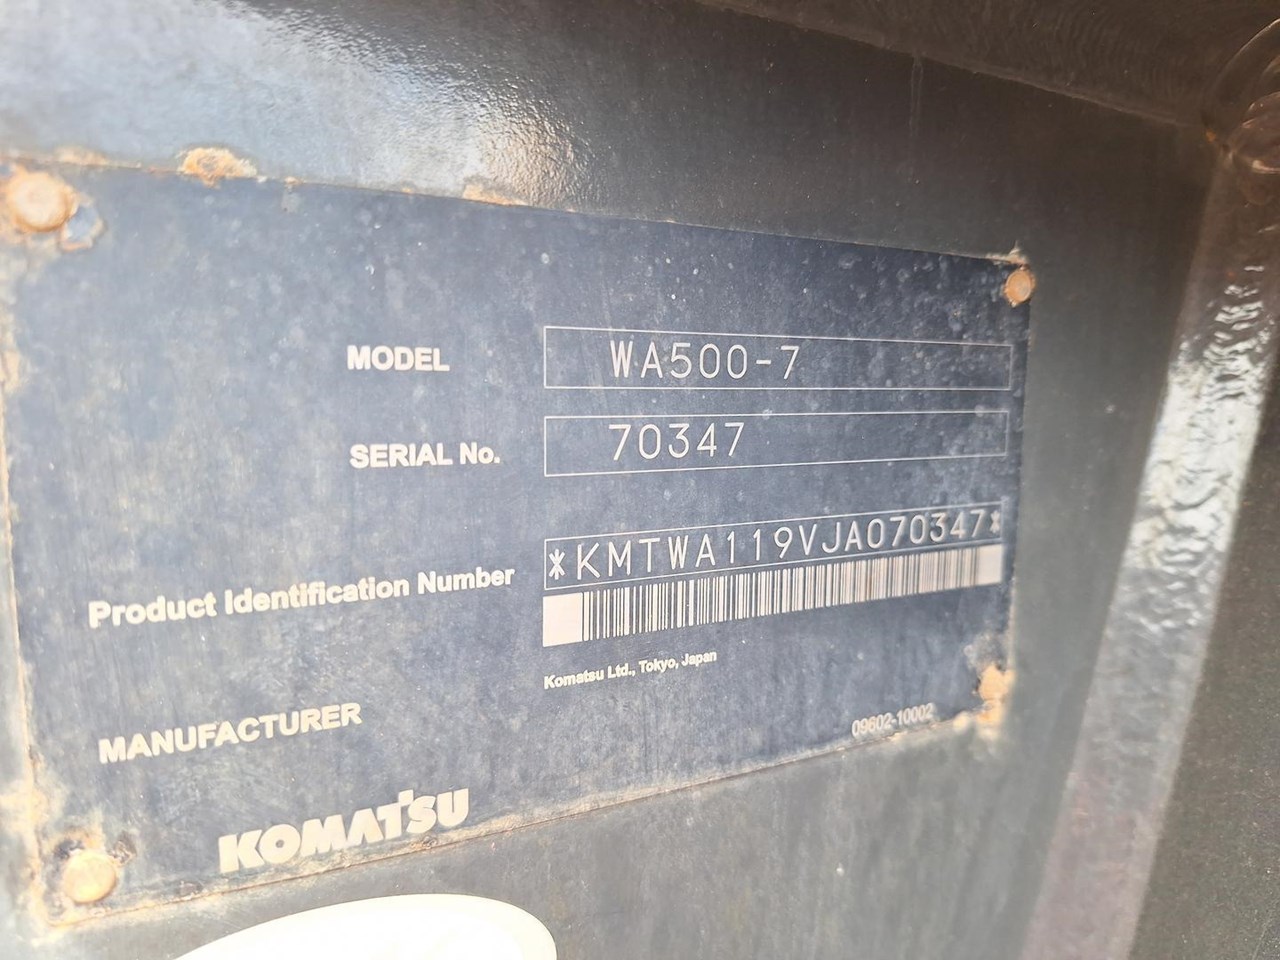 MODEL WA500-7
SERIAL No. 70347
Product Identification Number *KMTWA119VJA070347*
MANUFACTURER Komatsu Ltd., Tokyo, Japan
09602-10002
KOMATSU